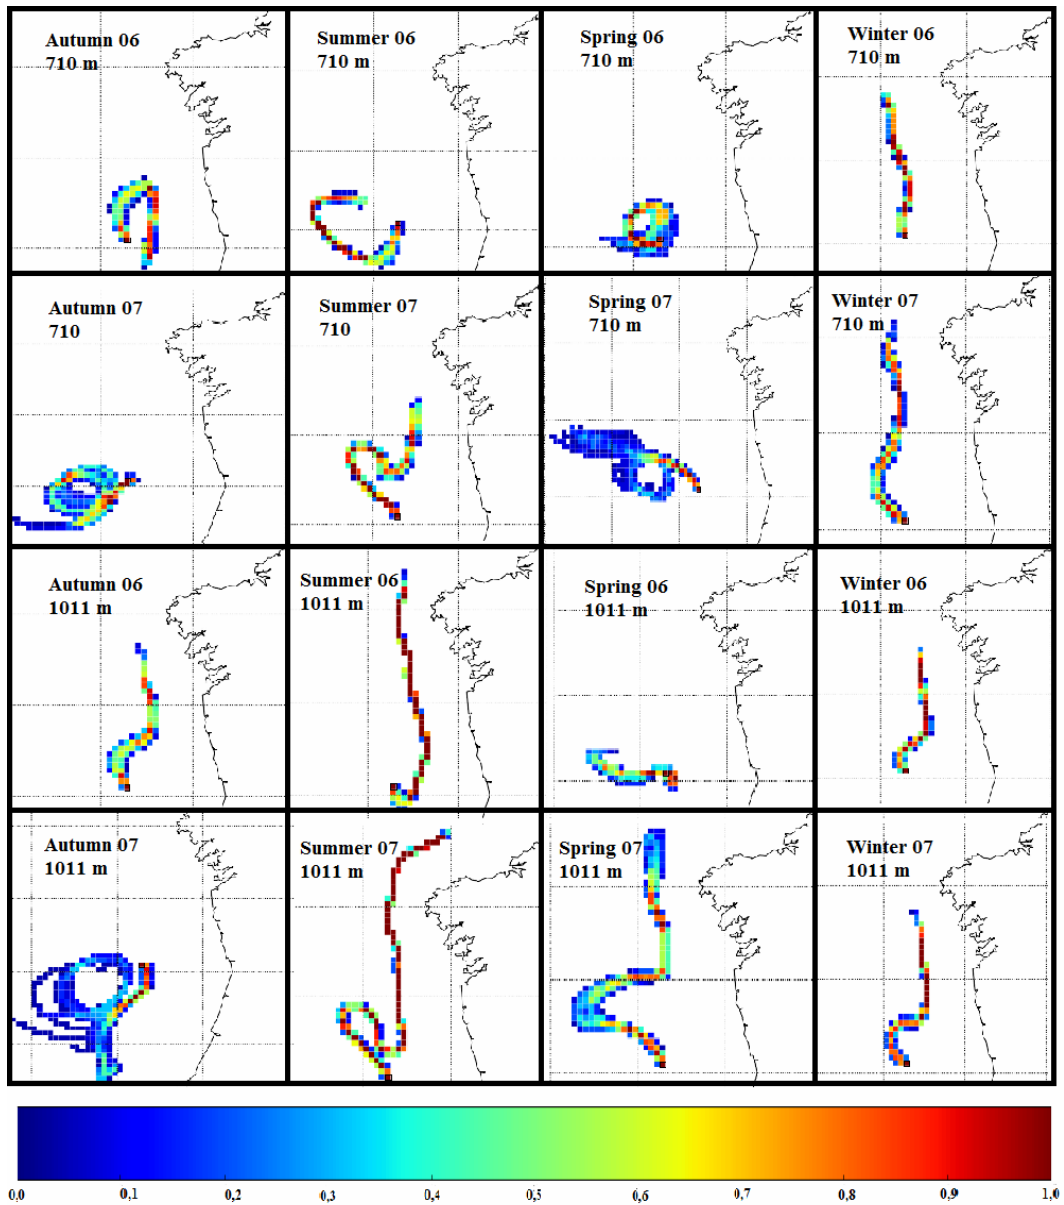 Autumn 06
710 m
Summer 06
710 m
Spring 06
710 m
Winter 06
710 m
Autumn 07
710
Summer 07
710
Spring 07
710 m
Winter 07
710 m
Autumn 06
1011 m
Summer 06
1011 m
Spring 06
1011 m
Winter 06
1011 m
Autumn 07
1011 m
Summer 07
1011 m
Spring 07
1011 m
Winter 07
1011 m
0,0 0,1 0,2 0,3 0,4 0,5 0,6 0,7 0,8 0,9 1,0